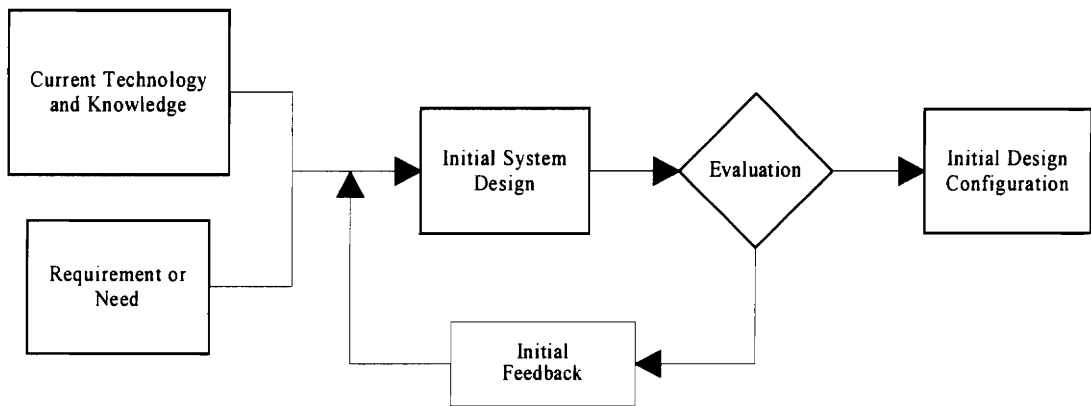 Current Technology
and Knowledge
Requirement or
Need
Initial System
Design
Evaluation
Initial Design
Configuration
Initial
Feedback